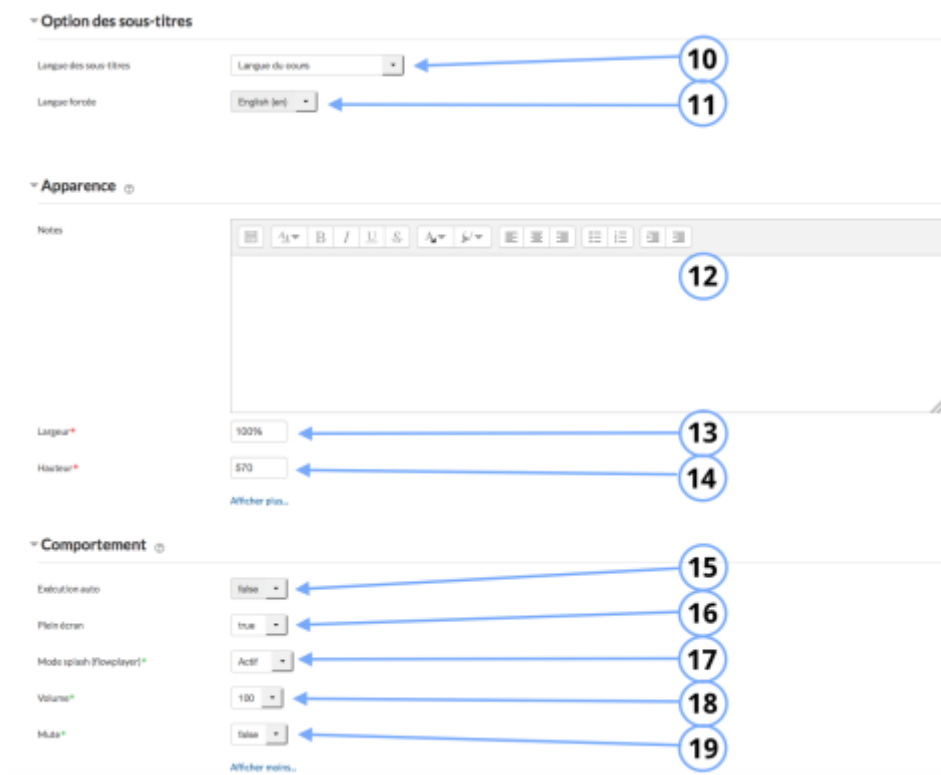 Option des sous-titres
Langue des sous-titres Langue du cours 10
Langue forcée English (en) 11
Apparence
Notes
12
Largeur* 100% 13
Hauteur* 570 14
Afficher plus...
Comportement
Exécution auto false 15
Plein écran true 16
Mode splash (flowplayer)* Actif 17
Volume* 100 18
Mute* false 19
Afficher moins...